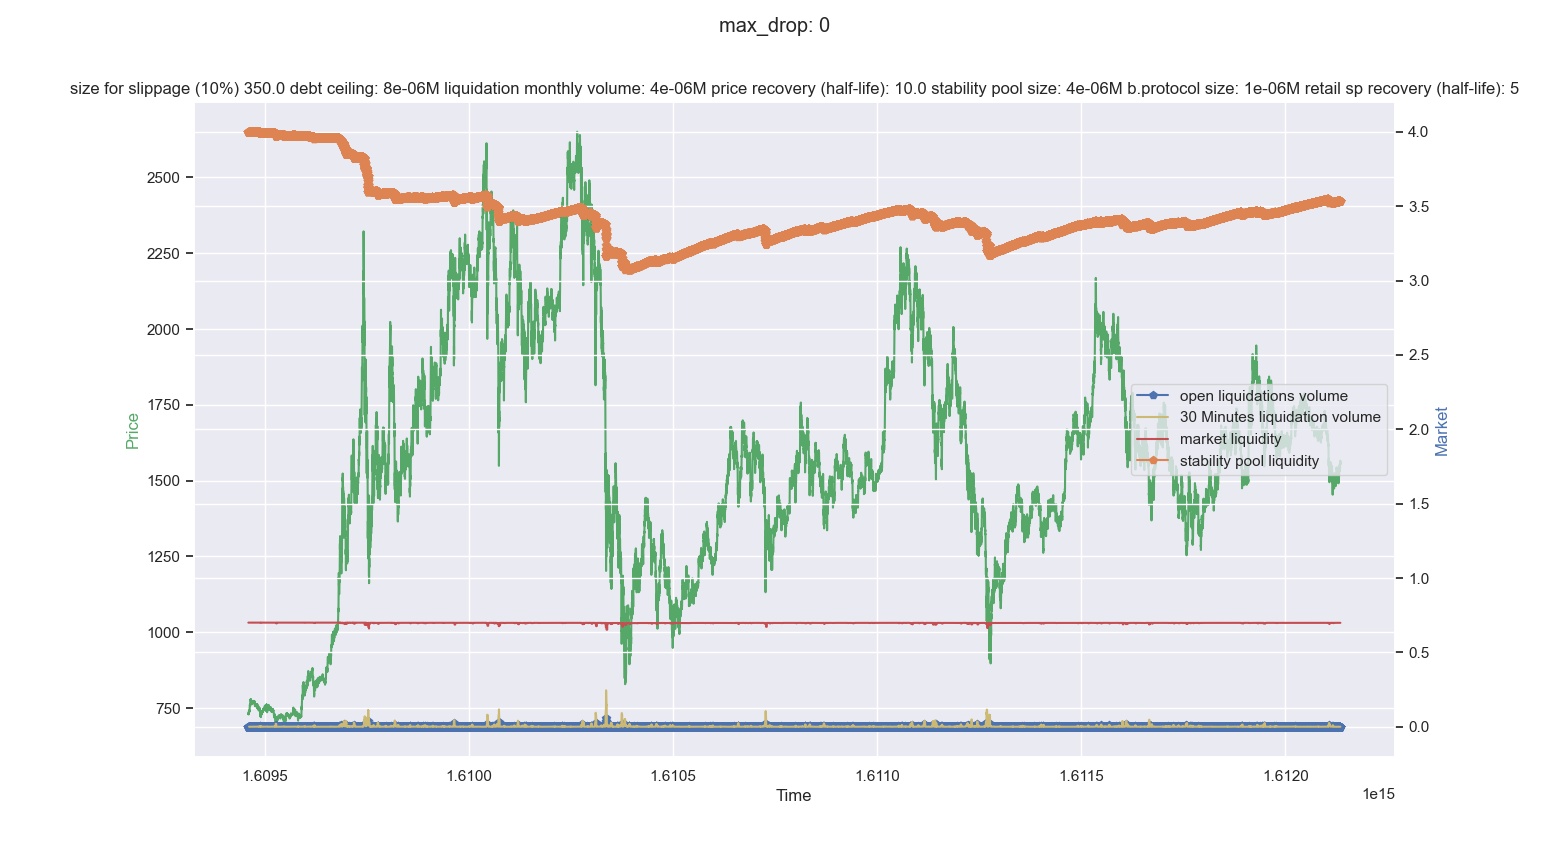 max_drop: 0
size for slippage (10%) 350.0 debt ceiling: 8e-06M liquidation monthly volume: 4e-06M price recovery (half-life): 10.0 stability pool size: 4e-06M b.protocol size: 1e-06M retail sp recovery (half-life): 5
4.0
2500
3.5
2250
3.0
2000
2.5
1750
open liquidations volume
30 Minutes liquidation volume
market liquidity
stability pool liquidity
Price
Market
2.0
1500
1.5
1250
1.0
1000
0.5
750
0.0
1.6095 1.6100 1.6105 1.6110 1.6115 1.6120
Time
1e15